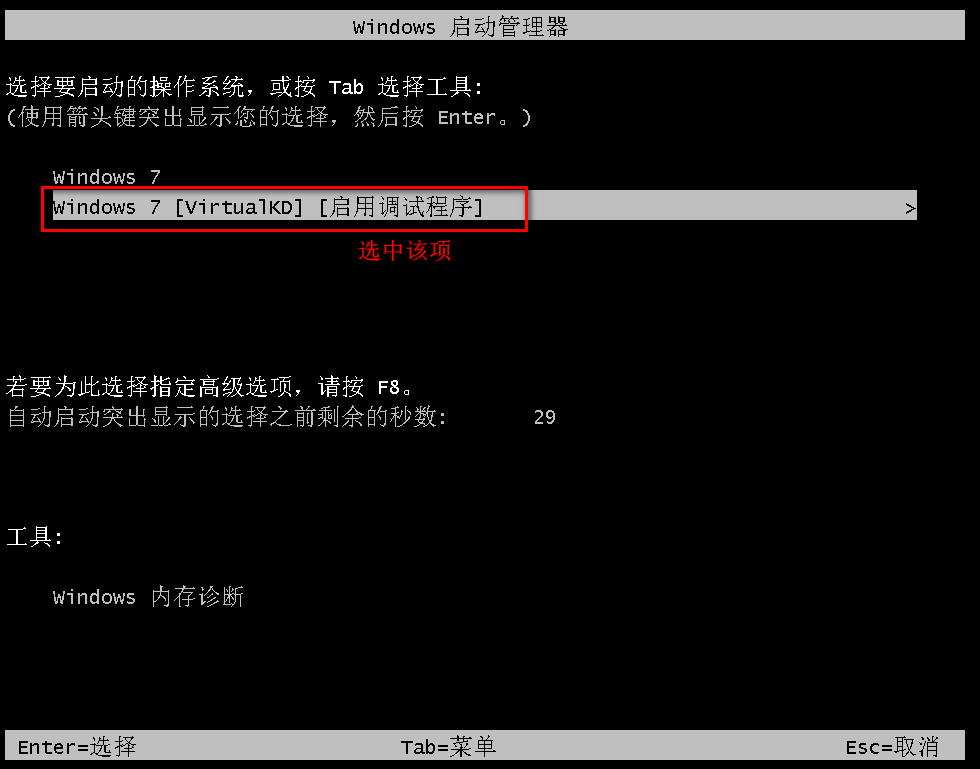 Windows 启动管理器
选择要启动的操作系统，或按 Tab 选择工具:
(使用箭头键突出显示您的选择，然后按 Enter。)
Windows 7
Windows 7 [VirtualKD] [启用调试程序] >
选中该项
若要为此选择指定高级选项，请按 F8。
自动启动突出显示的选择之前剩余的秒数: 29
工具:
Windows 内存诊断
Enter=选择 Tab=菜单 Esc=取消